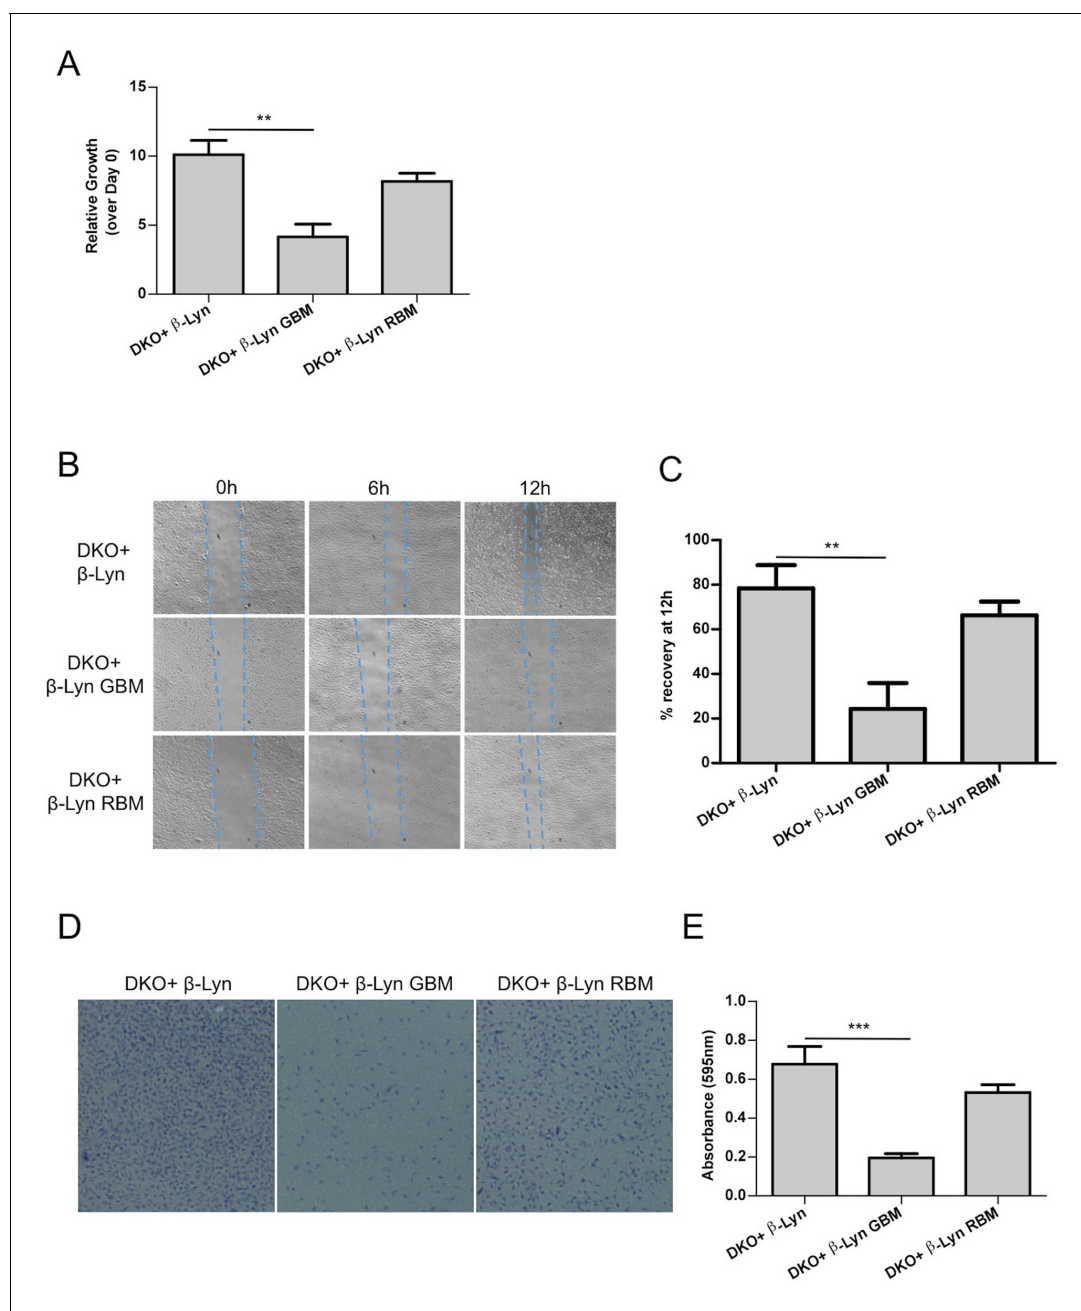 A
15
10
5
0
Relative Growth
(over Day 0)
**
DKO+ β-Lyn
DKO+ β-Lyn GBM
DKO+ β-Lyn RBM
B
0h
6h
12h
DKO+
β-Lyn
DKO+
β-Lyn GBM
DKO+
β-Lyn RBM
C
100
80
60
40
20
0
% recovery at 12h
**
DKO+ β-Lyn
DKO+ β-Lyn GBM
DKO+ β-Lyn RBM
D
DKO+ β-Lyn
DKO+ β-Lyn GBM
DKO+ β-Lyn RBM
E
1.0
0.8
0.6
0.4
0.2
0.0
Absorbance (595nm)
***
DKO+ β-Lyn
DKO+ β-Lyn GBM
DKO+ β-Lyn RBM